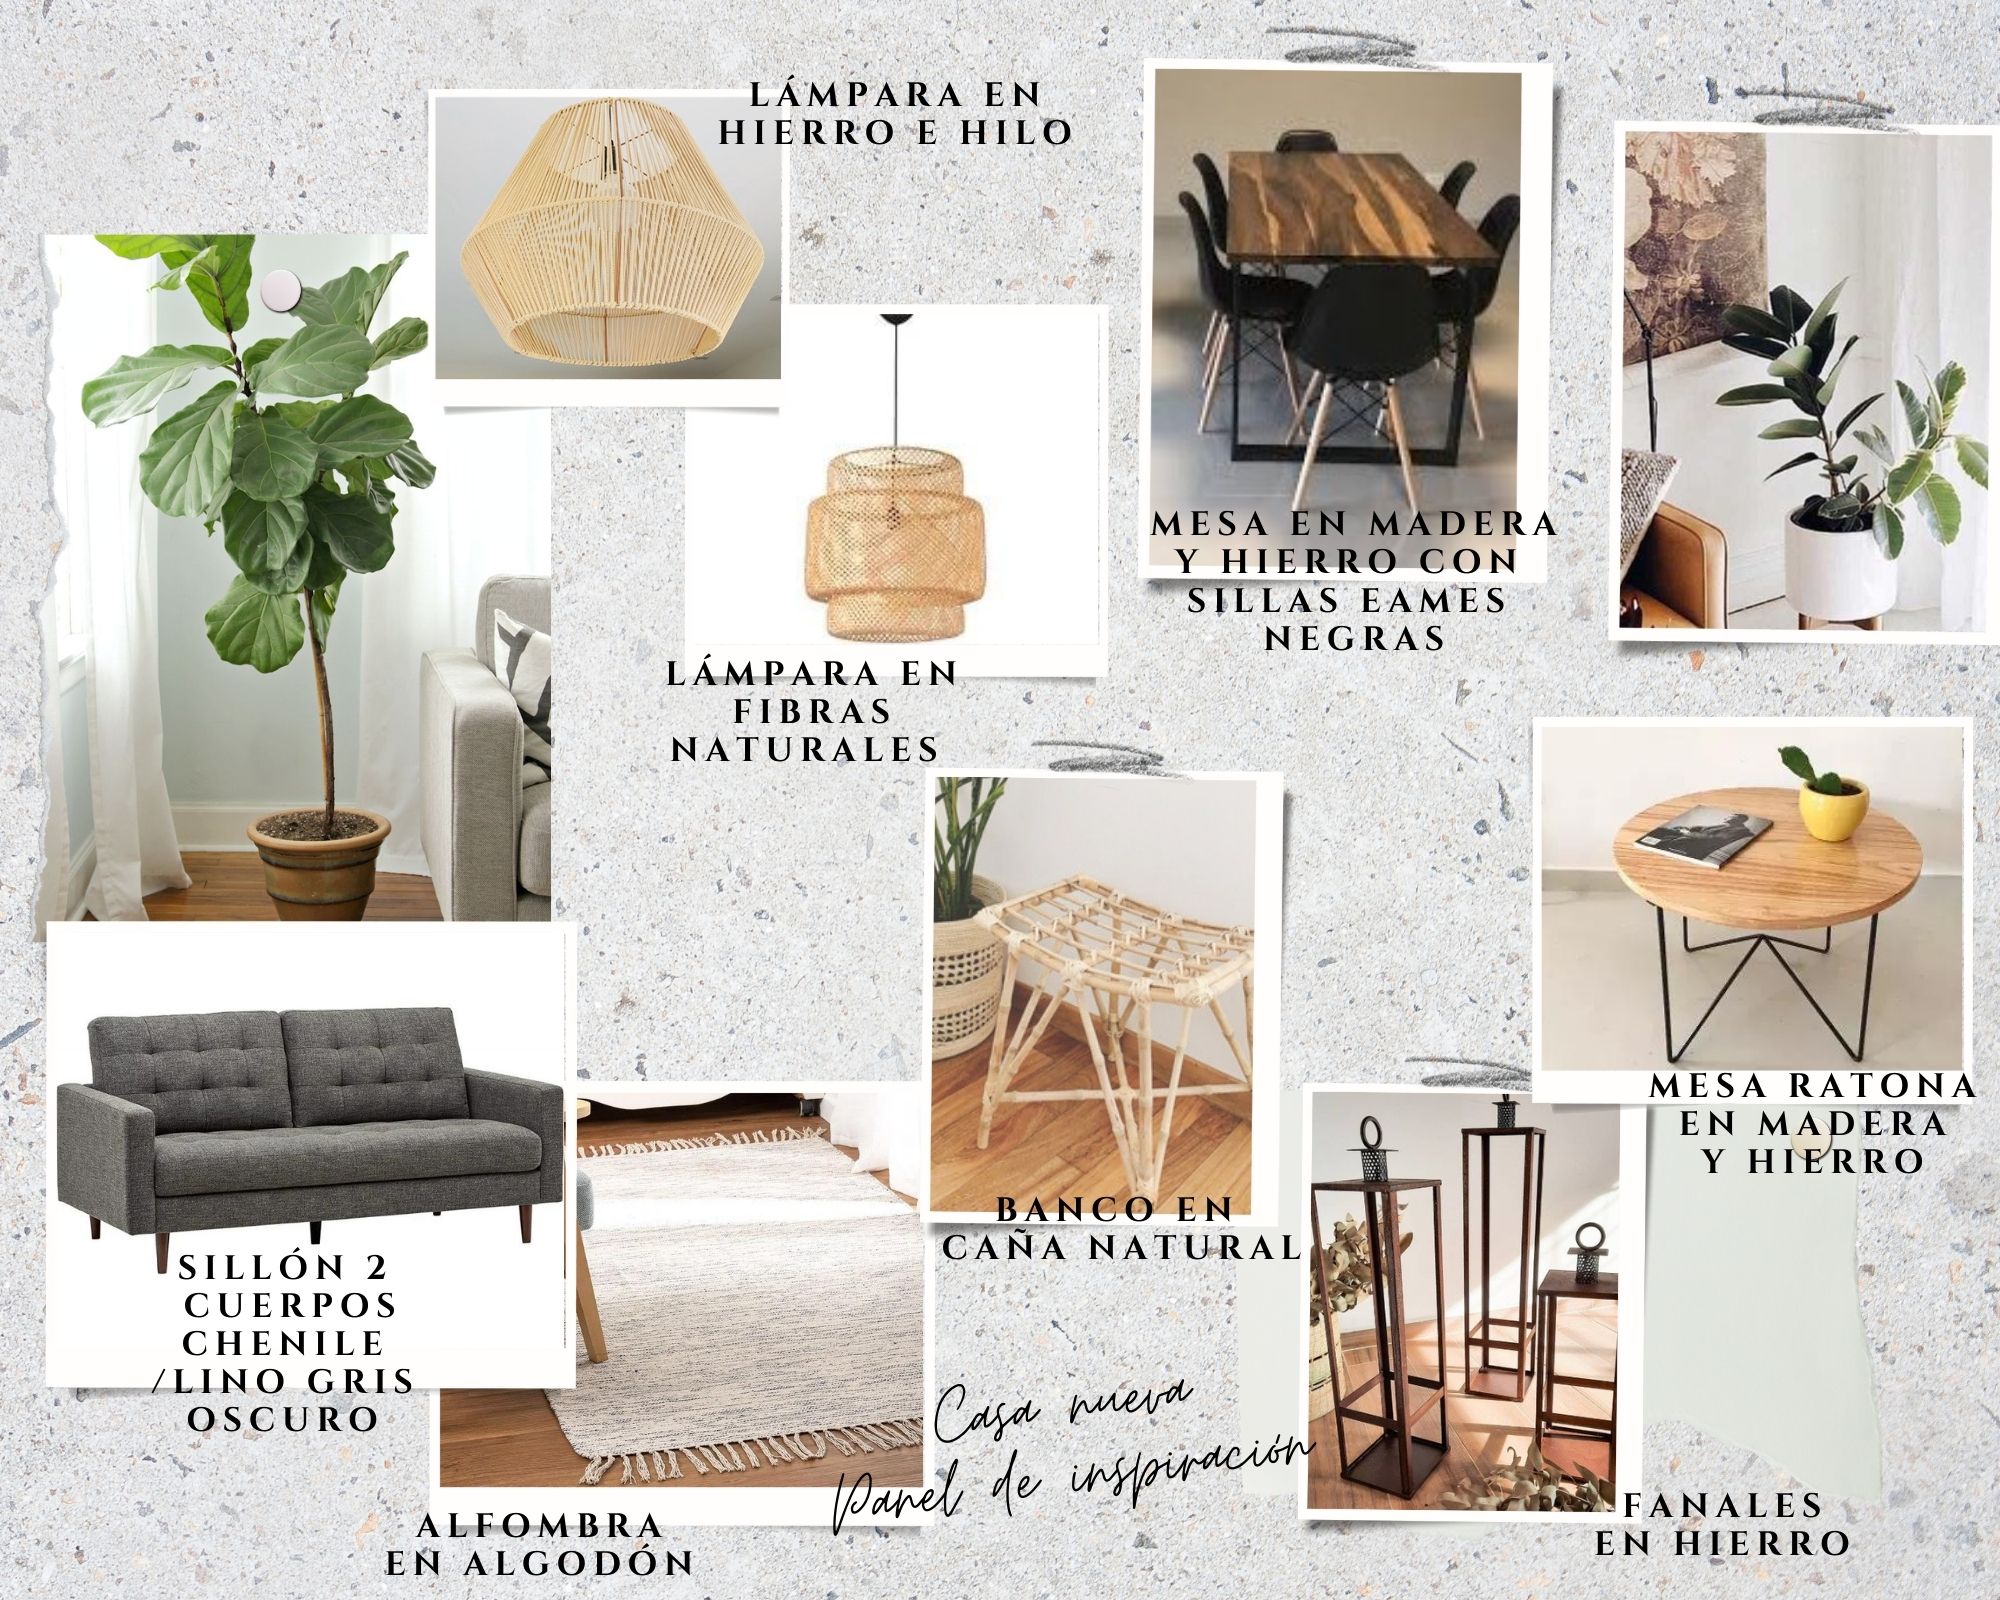 LÁMPARA EN
HIERRO E HILO
LÁMPARA EN
FIBRAS
NATURALES
MESA EN MADERA
Y HIERRO CON
SILLAS EAMES
NEGRAS
MESA RATONA
EN MADERA
Y HIERRO
BANCO EN
CAÑA NATURAL
SILLÓN 2
CUERPOS
CHENILE
/LINO GRIS
OSCURO
ALFOMBRA
EN ALGODÓN
Casa nueva
Panel de inspiración
FANALES
EN HIERRO